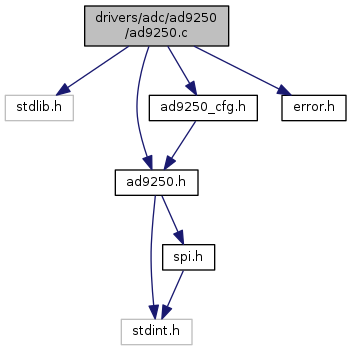 drivers/adc/ad9250
/ad9250.c
stdlib.h
ad9250_cfg.h
error.h
ad9250.h
spi.h
stdint.h